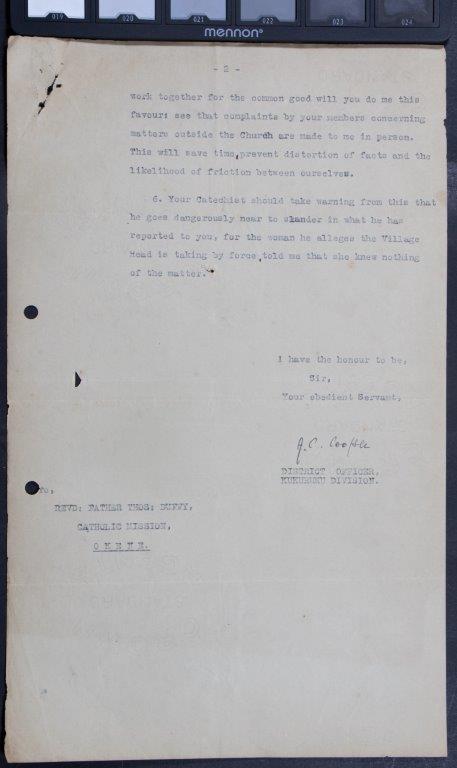 019 020 021 022 023 024
mennon®
- 2 -
work together for the common good will you do me this
favour: see that complaints by your members concerning
matters outside the Church are made to me in person.
This will save time, prevent distortion of facts and the
likelihood of friction between ourselves.
6. Your Catechist should take warning from this that
he goes dangerously near to slander in what he has
reported to you, for the woman he alleges the Village
Head is taking by force, told me that she knew nothing
of the matter.
I have the honour to be,
Sir,
Your obedient Servant,
J.C.
DISTRICT OFFICER,
KUKURUKU DIVISION.
To,
REVD: FATHER THOS: DUFFY,
CATHOLIC MISSION,
O K E N E.